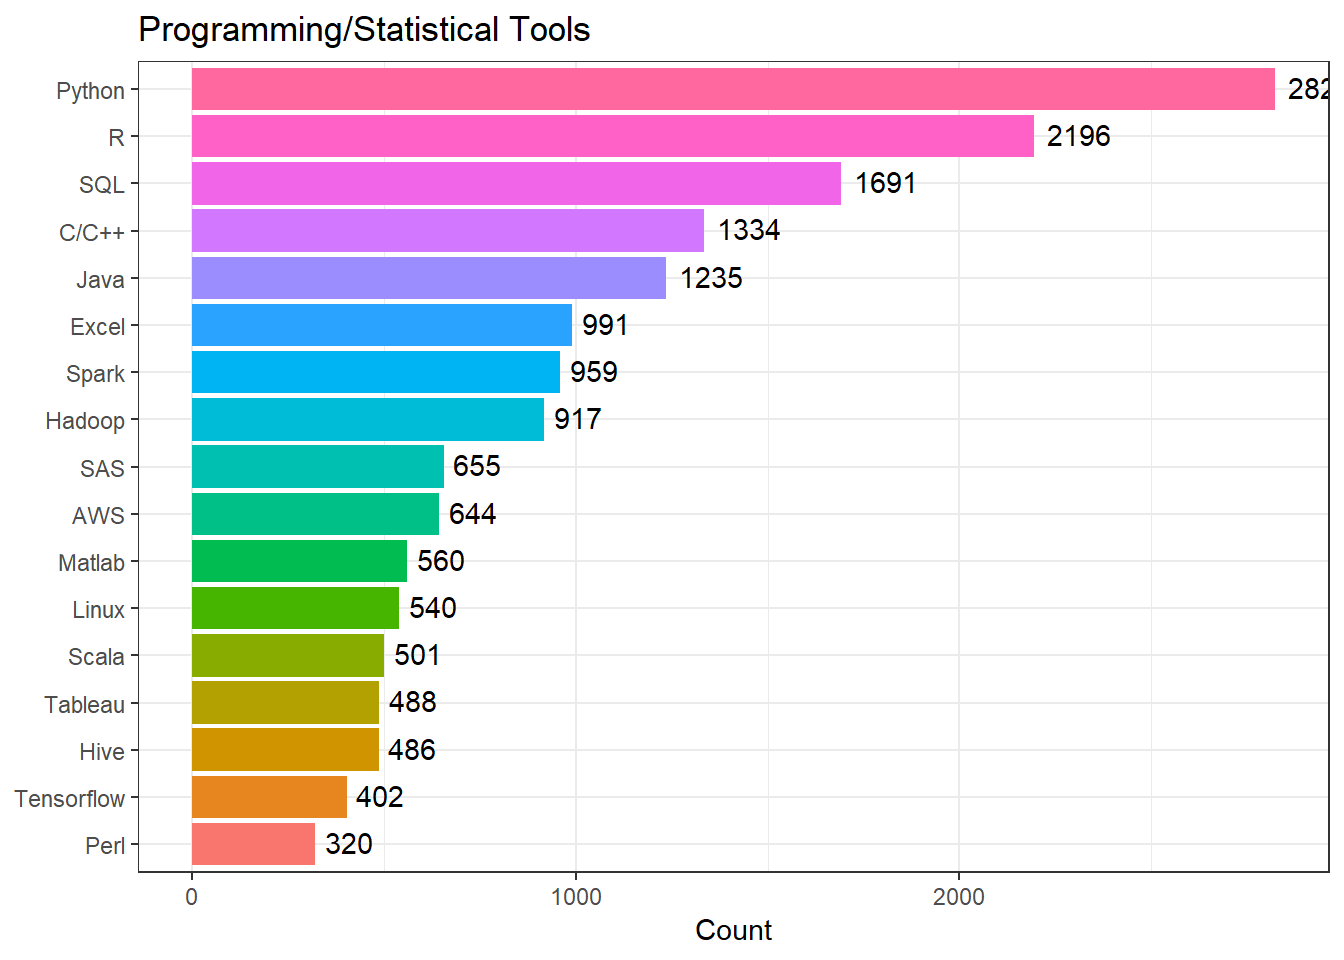 Programming/Statistical Tools
Python 282
R 2196
SQL 1691
C/C++ 1334
Java 1235
Excel 991
Spark 959
Hadoop 917
SAS 655
AWS 644
Matlab 560
Linux 540
Scala 501
Tableau 488
Hive 486
Tensorflow 402
Perl 320
0 1000 2000
Count